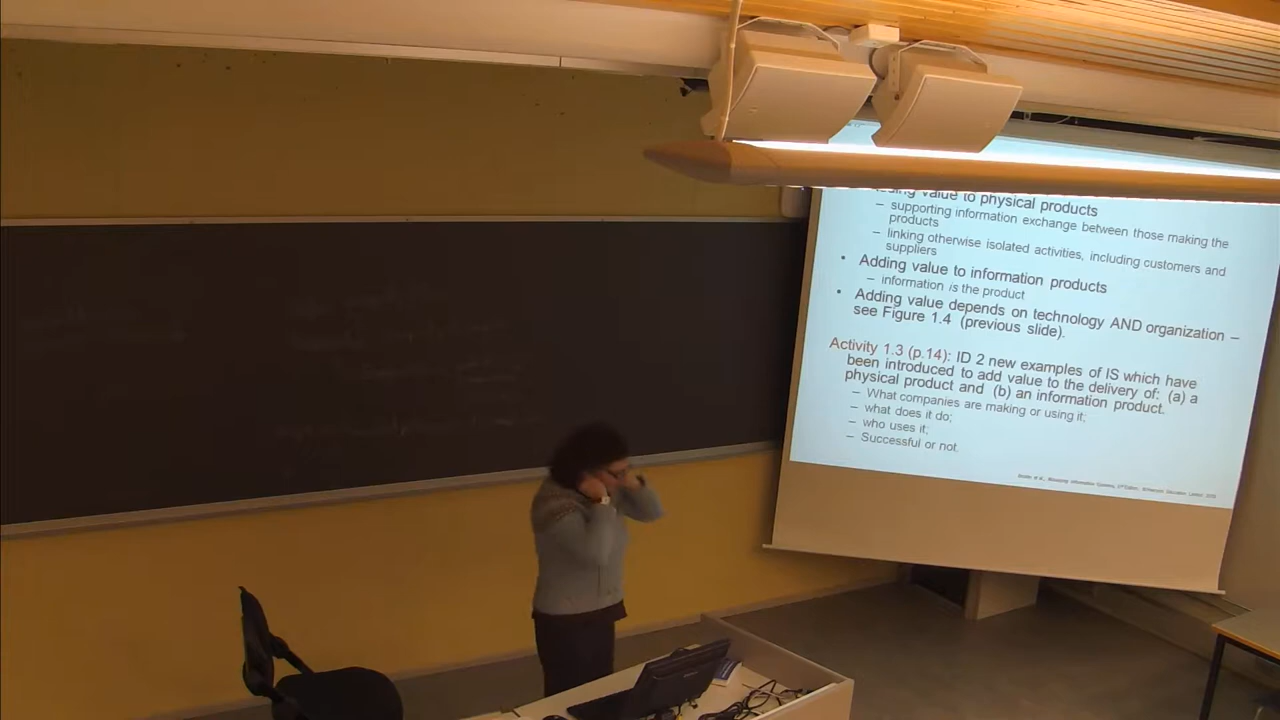 Adding value to physical products
– supporting information exchange between those making the
products
– linking otherwise isolated activities, including customers and
suppliers
• Adding value to information products
– information is the product
• Adding value depends on technology AND organization –
see Figure 1.4 (previous slide).
Activity 1.3 (p.14): ID 2 new examples of IS which have
been introduced to add value to the delivery of: (a) a
physical product and (b) an information product.
– What companies are making or using it;
– what does it do;
– who uses it;
– Successful or not.